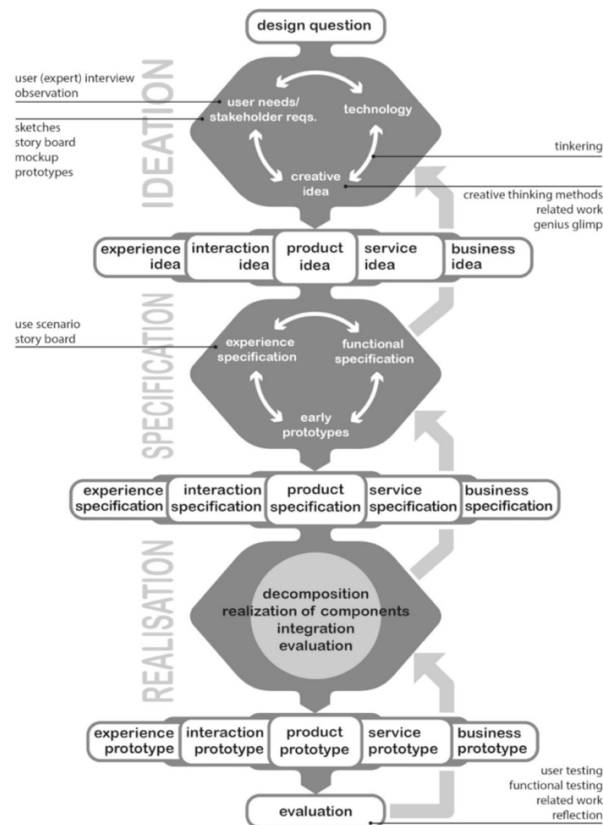 design question
user (expert) interview
observation
sketches
story board
mockup
prototypes
IDEATION
user needs/
stakeholder reqs.
technology
creative
idea
tinkering
creative thinking methods
related work
genius glimp
experience
idea
interaction
idea
product
idea
service
idea
business
idea
use scenario
story board
SPECIFICATION
experience
specification
functional
specification
early
prototypes
experience
specification
interaction
specification
product
specification
service
specification
business
specification
REALISATION
decomposition
realization of components
integration
evaluation
experience
prototype
interaction
prototype
product
prototype
service
prototype
business
prototype
evaluation
user testing
functional testing
related work
reflection